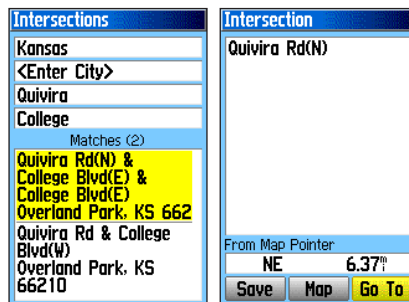 Intersections
Kansas
<Enter City>
Quivira
College
Matches (2)
Quivira Rd(N) &
College Blvd(E) &
College Blvd(E)
Overland Park, KS 662
Quivira Rd & College
Blvd(W)
Overland Park, KS
66210
Intersection
Quivira Rd(N)
From Map Pointer
NE 6.37m
Save Map Go To